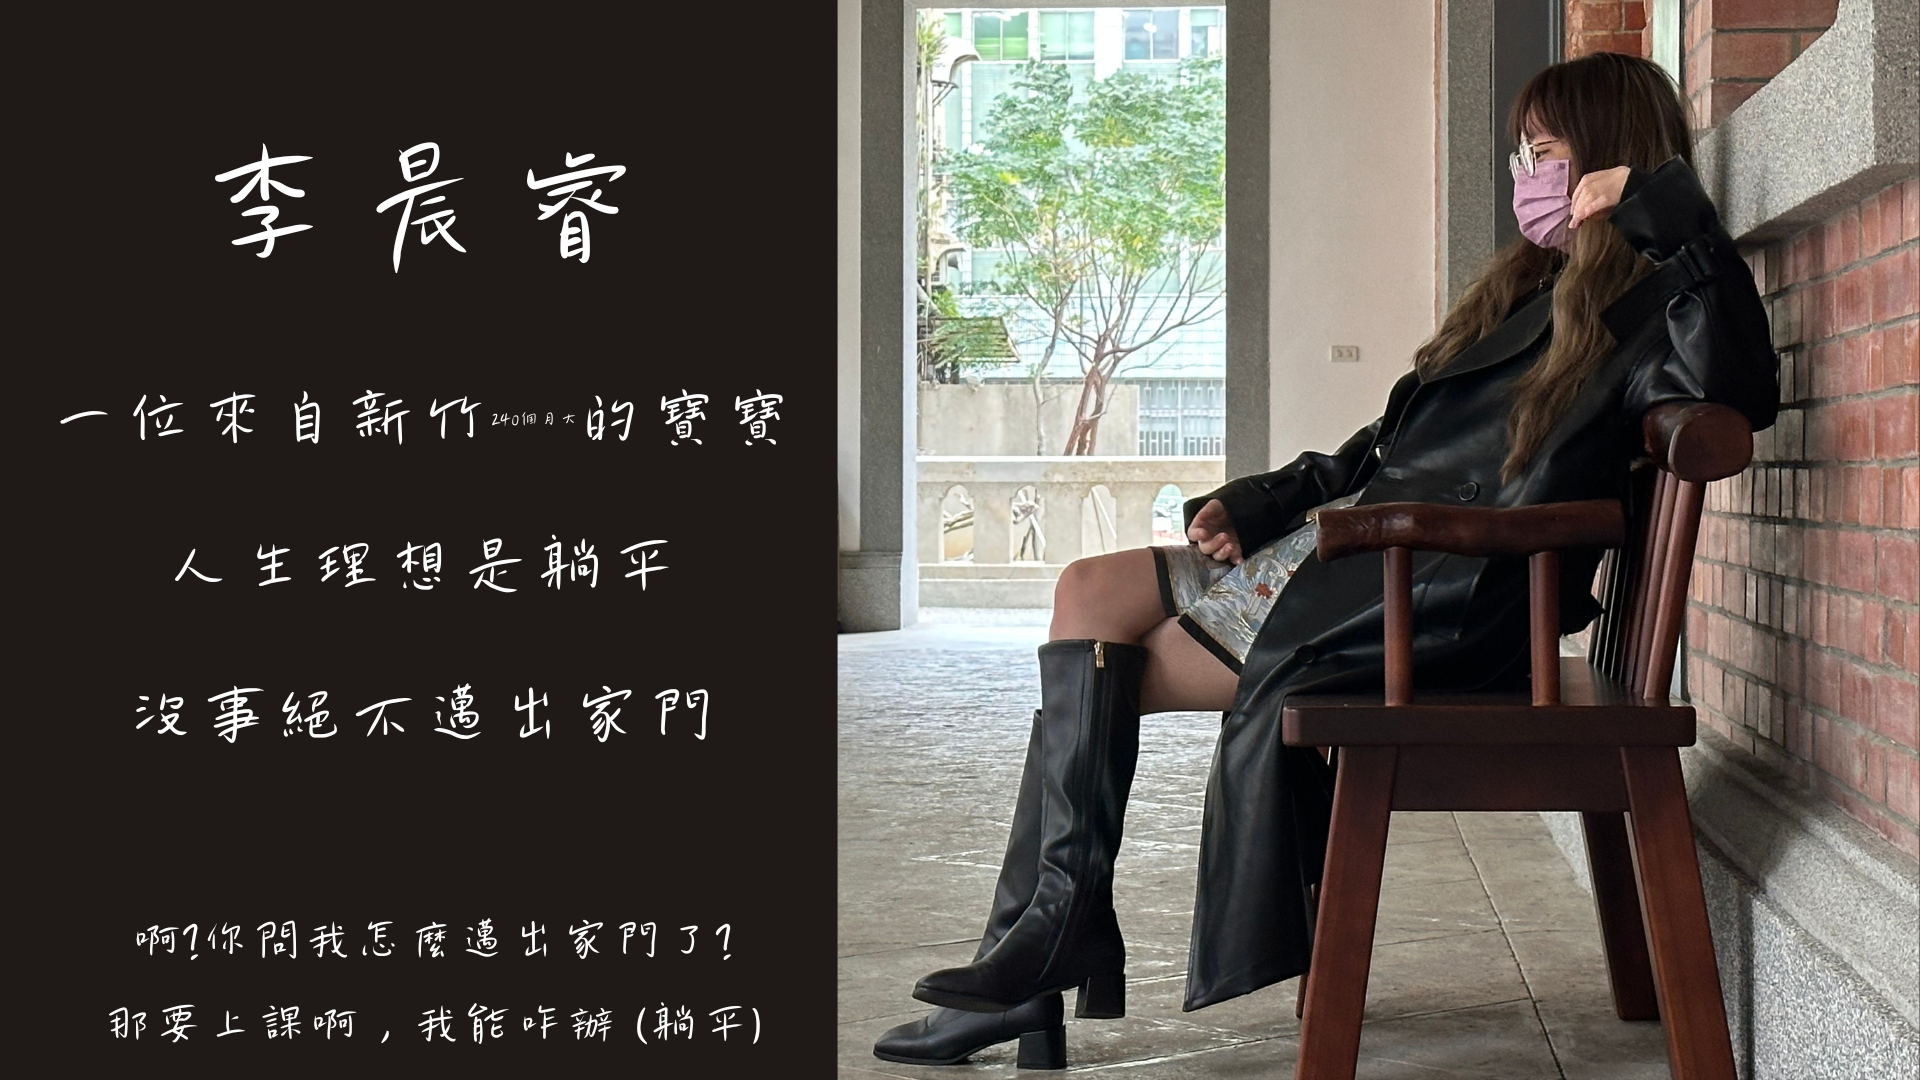 李晨睿
一位來自新竹240個月大的寶寶
人生理想是躺平
沒事絕不邁出家門
啊?你問我怎麼邁出家門了?
那要上課啊，我能咋辦(躺平)